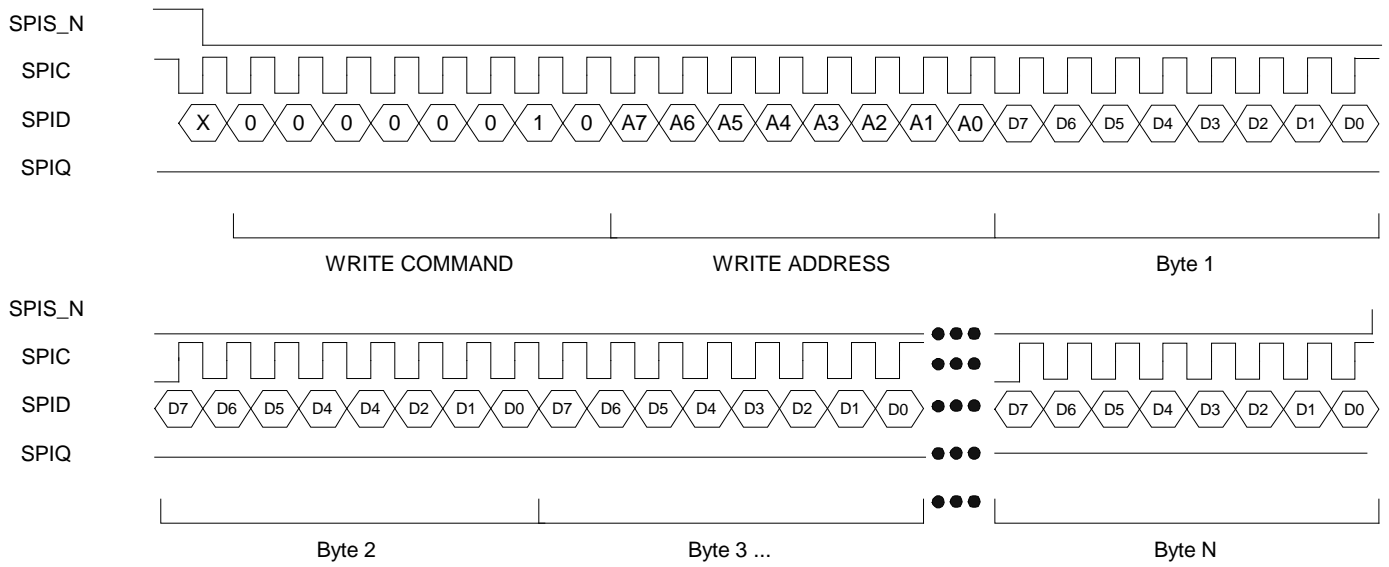 SPIS_N
SPIC
SPID X 0 0 0 0 0 0 1 0 A7 A6 A5 A4 A3 A2 A1 A0 D7 D6 D5 D4 D3 D2 D1 D0
SPIQ
WRITE COMMAND WRITE ADDRESS Byte 1
SPIS_N
SPIC
SPID D7 D6 D5 D4 D4 D2 D1 D0 D7 D6 D5 D4 D3 D2 D1 D0 D7 D6 D5 D4 D3 D2 D1 D0
SPIQ
Byte 2 Byte 3 ... Byte N